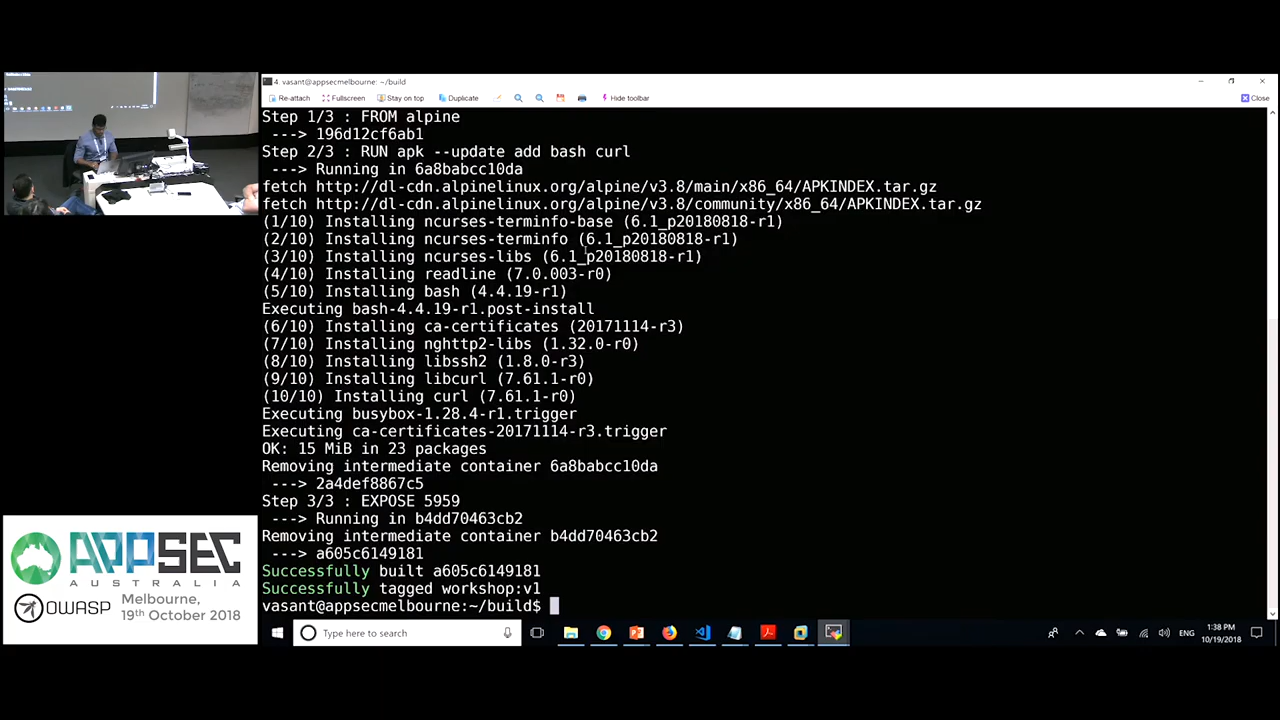 4. vasant@appsecmelbourne: ~/build
Re-attach Fullscreen Stay on top Duplicate Hide toolbar Close
Step 1/3 : FROM alpine
---> 196d12cf6ab1
Step 2/3 : RUN apk --update add bash curl
---> Running in 6a8babcc10da
fetch http://dl-cdn.alpinelinux.org/alpine/v3.8/main/x86_64/APKINDEX.tar.gz
fetch http://dl-cdn.alpinelinux.org/alpine/v3.8/community/x86_64/APKINDEX.tar.gz
(1/10) Installing ncurses-terminfo-base (6.1_p20180818-r1)
(2/10) Installing ncurses-terminfo (6.1_p20180818-r1)
(3/10) Installing ncurses-libs (6.1_p20180818-r1)
(4/10) Installing readline (7.0.003-r0)
(5/10) Installing bash (4.4.19-r1)
Executing bash-4.4.19-r1.post-install
(6/10) Installing ca-certificates (20171114-r3)
(7/10) Installing nghttp2-libs (1.32.0-r0)
(8/10) Installing libssh2 (1.8.0-r3)
(9/10) Installing libcurl (7.61.1-r0)
(10/10) Installing curl (7.61.1-r0)
Executing busybox-1.28.4-r1.trigger
Executing ca-certificates-20171114-r3.trigger
OK: 15 MiB in 23 packages
Removing intermediate container 6a8babcc10da
---> 2a4def8867c5
Step 3/3 : EXPOSE 5959
---> Running in b4dd70463cb2
Removing intermediate container b4dd70463cb2
---> a605c6149181
Successfully built a605c6149181
Successfully tagged workshop:v1
vasant@appsecmelbourne:~/build$
APPSEC
AUSTRALIA
OWASP
Melbourne,
19th October 2018
Type here to search
ENG
1:38 PM
10/19/2018